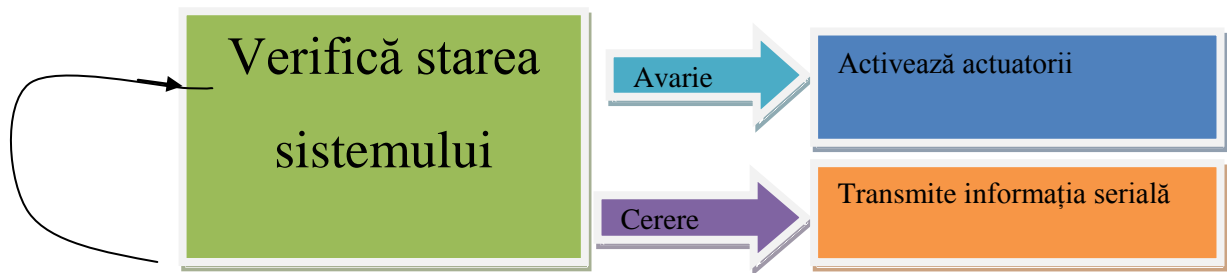 Verifică starea
sistemului
Avarie
Activează actuatorii
Cerere
Transmite informația serială